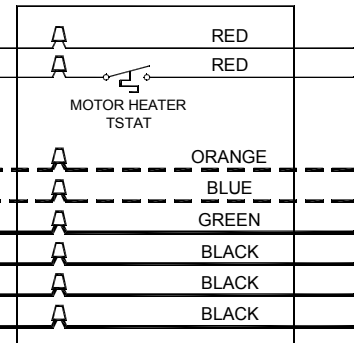 RED
RED
MOTOR HEATER
TSTAT
ORANGE
BLUE
GREEN
BLACK
BLACK
BLACK